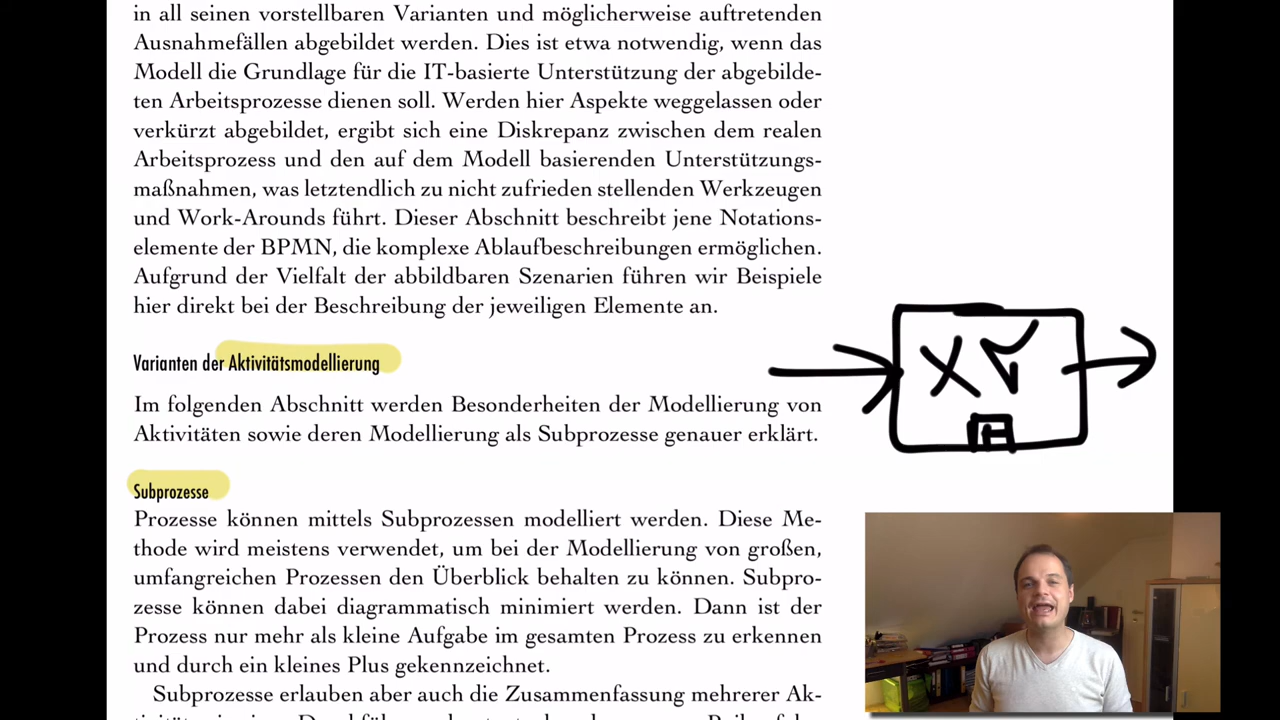 in all seinen vorstellbaren Varianten und möglicherweise auftretenden
Ausnahmefällen abgebildet werden. Dies ist etwa notwendig, wenn das
Modell die Grundlage für die IT-basierte Unterstützung der abgebilde-
ten Arbeitsprozesse dienen soll. Werden hier Aspekte weggelassen oder
verkürzt abgebildet, ergibt sich eine Diskrepanz zwischen dem realen
Arbeitsprozess und den auf dem Modell basierenden Unterstützungs-
maßnahmen, was letztendlich zu nicht zufrieden stellenden Werkzeugen
und Work-Arounds führt. Dieser Abschnitt beschreibt jene Notations-
elemente der BPMN, die komplexe Ablaufbeschreibungen ermöglichen.
Aufgrund der Vielfalt der abbildbaren Szenarien führen wir Beispiele
hier direkt bei der Beschreibung der jeweiligen Elemente an.
Varianten der Aktivitätsmodellierung
Im folgenden Abschnitt werden Besonderheiten der Modellierung von
Aktivitäten sowie deren Modellierung als Subprozesse genauer erklärt.
Subprozesse
Prozesse können mittels Subprozessen modelliert werden. Diese Me-
thode wird meistens verwendet, um bei der Modellierung von großen,
umfangreichen Prozessen den Überblick behalten zu können. Subpro-
zesse können dabei diagrammatisch minimiert werden. Dann ist der
Prozess nur mehr als kleine Aufgabe im gesamten Prozess zu erkennen
und durch ein kleines Plus gekennzeichnet.
Subprozesse erlauben aber auch die Zusammenfassung mehrerer Ak-